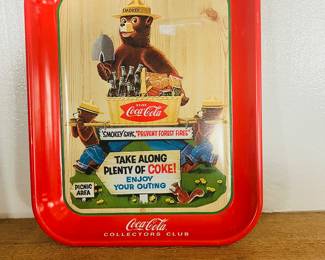 DRINK
Coca-Cola
"SMOKEY SAYS, "PREVENT FOREST FIRES"
TAKE ALONG
PLENTY OF COKE!
ENJOY
YOUR OUTING
PICNIC
AREA
Coca-Cola
COLLECTORS CLUB